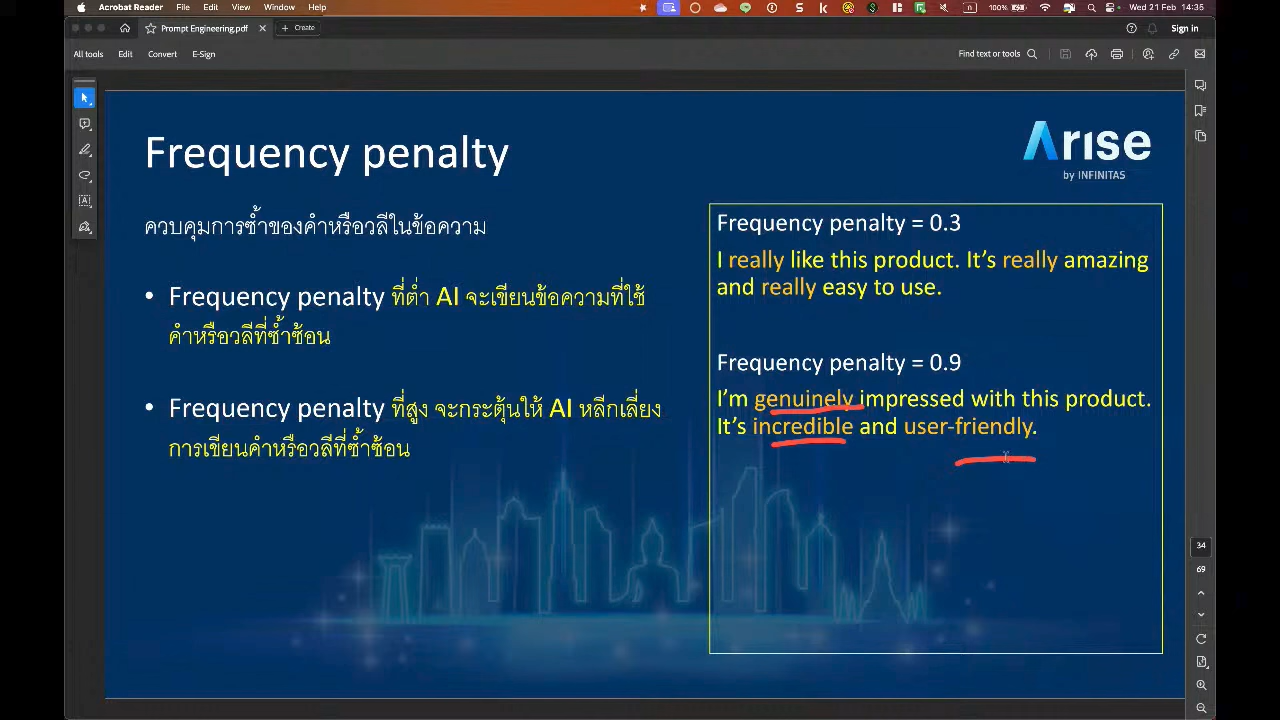 Acrobat Reader File Edit View Window Help 100% Wed 21 Feb 14:35
Prompt Engineering.pdf Create Sign in
All tools Edit Convert E-Sign Find text or tools
Frequency penalty
Arise
by INFINITAS
ควบคุมการซ้ำของคำหรือวลีในข้อความ
• Frequency penalty ที่ต่ำ AI จะเขียนข้อความที่ใช้
คำหรือวลีที่ซ้ำซ้อน
• Frequency penalty ที่สูง จะกระตุ้นให้ AI หลีกเลี่ยง
การเขียนคำหรือวลีที่ซ้ำซ้อน
Frequency penalty = 0.3
I really like this product. It's really amazing
and really easy to use.
Frequency penalty = 0.9
I'm genuinely impressed with this product.
It's incredible and user-friendly.
34
69